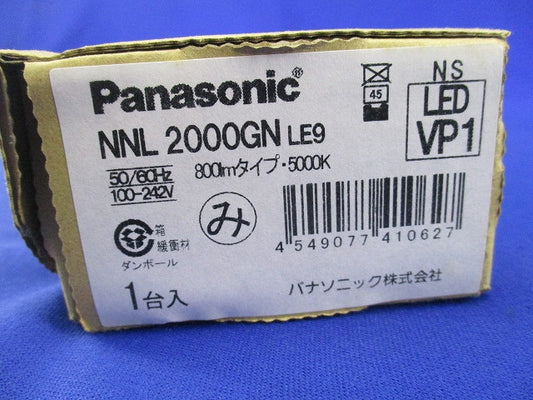 Panasonic®
NNL 2000GN LE9
800lmタイプ・5000K
50/60Hz
100-242V
45
NS
LED
VP1
み
箱
緩衝材
ダンボール
1台入
4 549077 410627
パナソニック株式会社